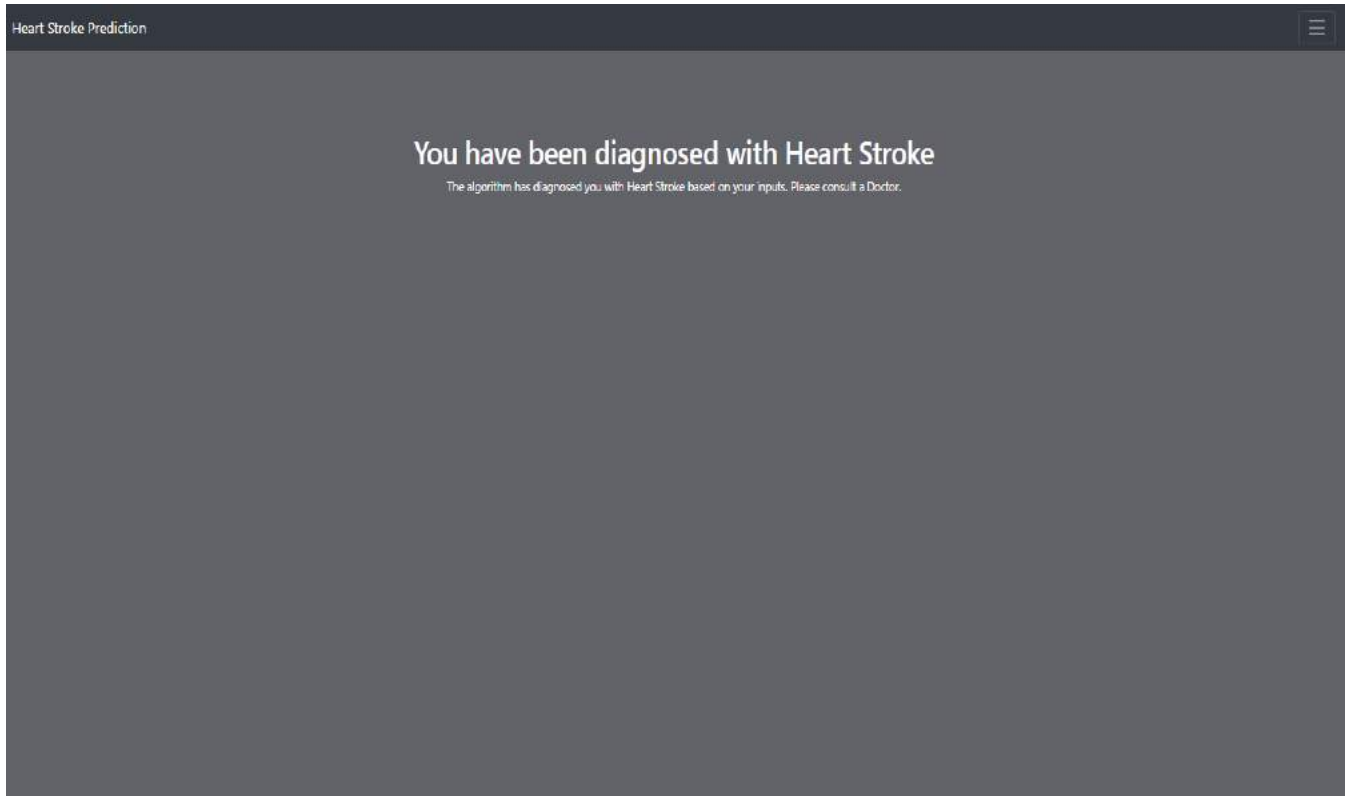 Heart Stroke Prediction
You have been diagnosed with Heart Stroke
The algorithm has diagnosed you with Heart Stroke based on your inputs. Please consult a Doctor.